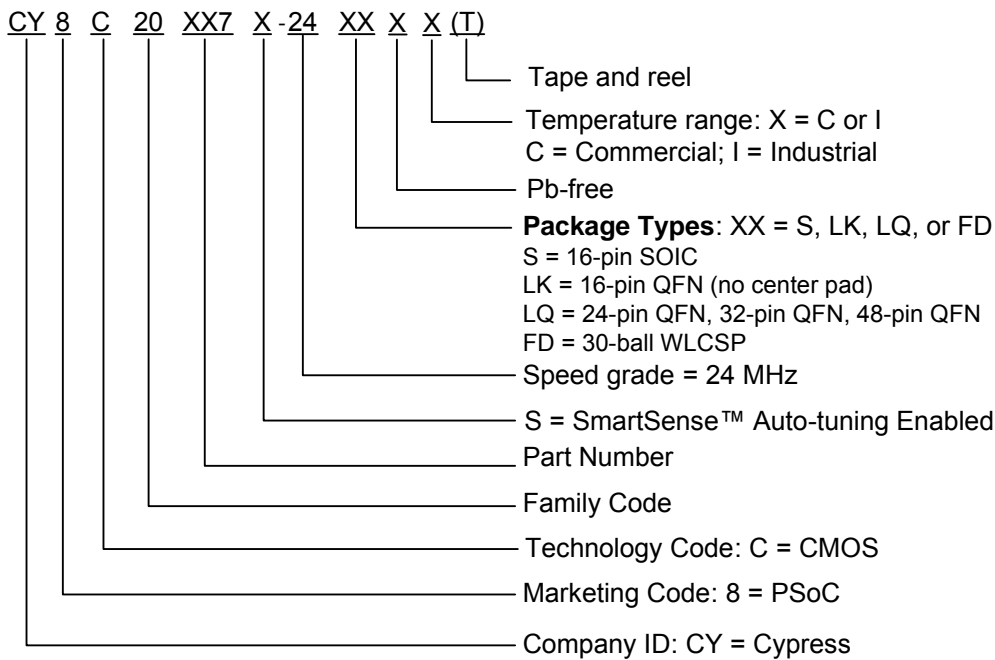 CY 8 C 20 XX7 X -24 XX X X (T)
Tape and reel
Temperature range: X = C or I
C = Commercial; I = Industrial
Pb-free
Package Types: XX = S, LK, LQ, or FD
S = 16-pin SOIC
LK = 16-pin QFN (no center pad)
LQ = 24-pin QFN, 32-pin QFN, 48-pin QFN
FD = 30-ball WLCSP
Speed grade = 24 MHz
S = SmartSense™ Auto-tuning Enabled
Part Number
Family Code
Technology Code: C = CMOS
Marketing Code: 8 = PSoC
Company ID: CY = Cypress